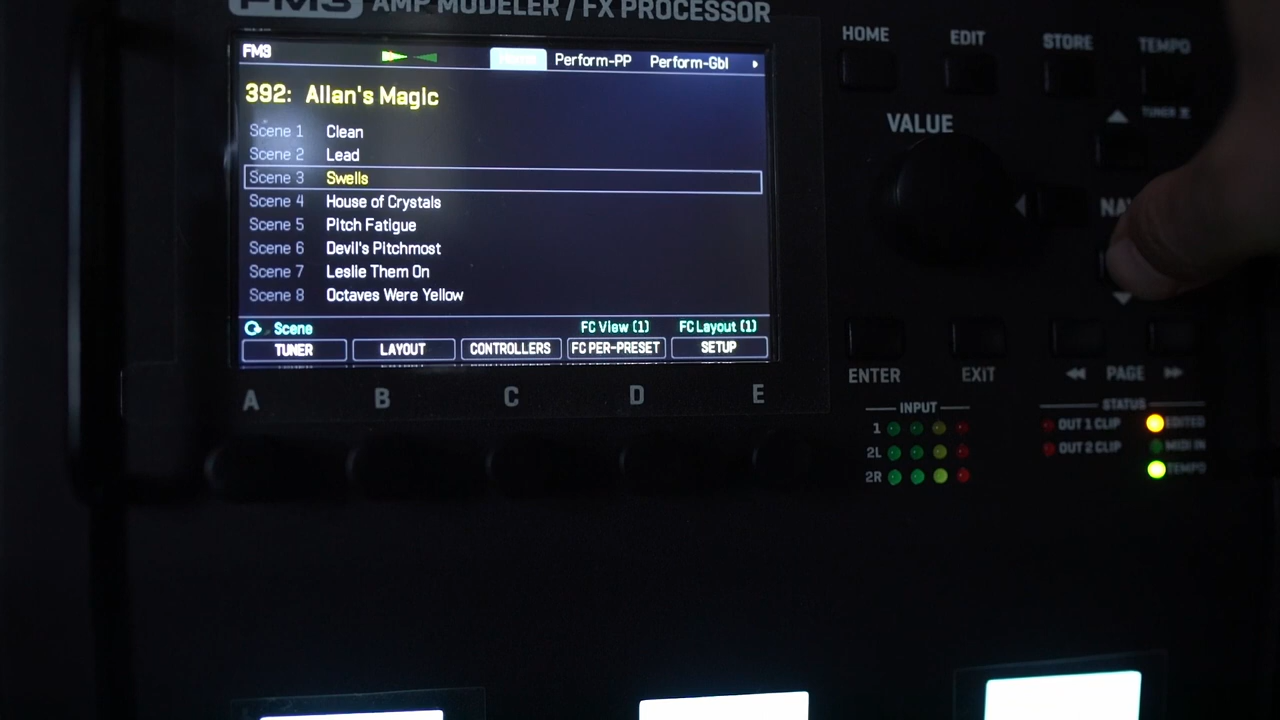 FM3 AMP MODELER / FX PROCESSOR
FM3 Perform-PP Perform-Gbl
392: Allan's Magic
Scene 1 Clean
Scene 2 Lead
Scene 3 Swells
Scene 4 House of Crystals
Scene 5 Pitch Fatigue
Scene 6 Devil's Pitchmost
Scene 7 Leslie Them On
Scene 8 Octaves Were Yellow
Scene FC View (1) FC Layout (1)
TUNER LAYOUT CONTROLLERS FC PER-PRESET SETUP
A B C D E
HOME EDIT STORE TEMPO
TUNER
VALUE
NAV
ENTER EXIT PAGE
INPUT
1
2L
2R
STATUS
OUT 1 CLIP EDITED
OUT 2 CLIP MIDI IN
TEMPO